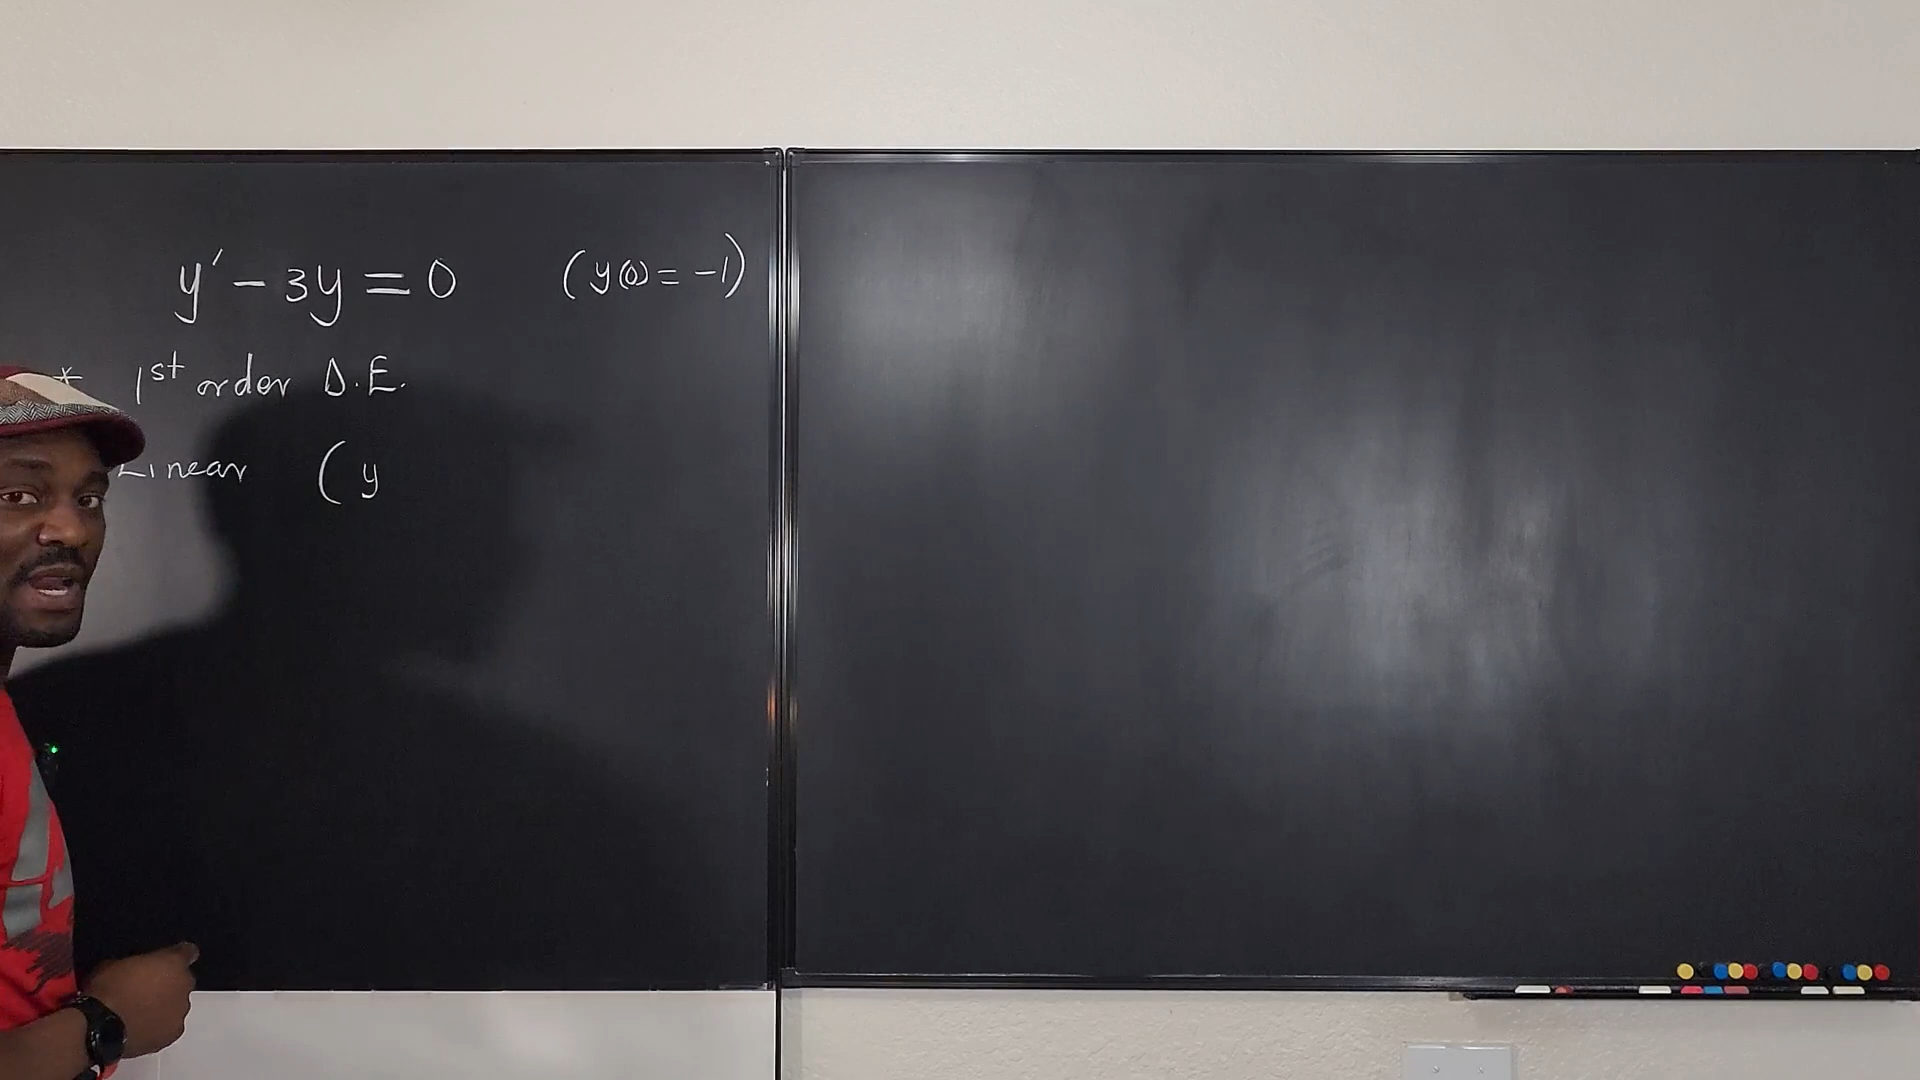 y′ - 3y = 0 (y(0) = -1)
* 1st order D.E.
Linear (y